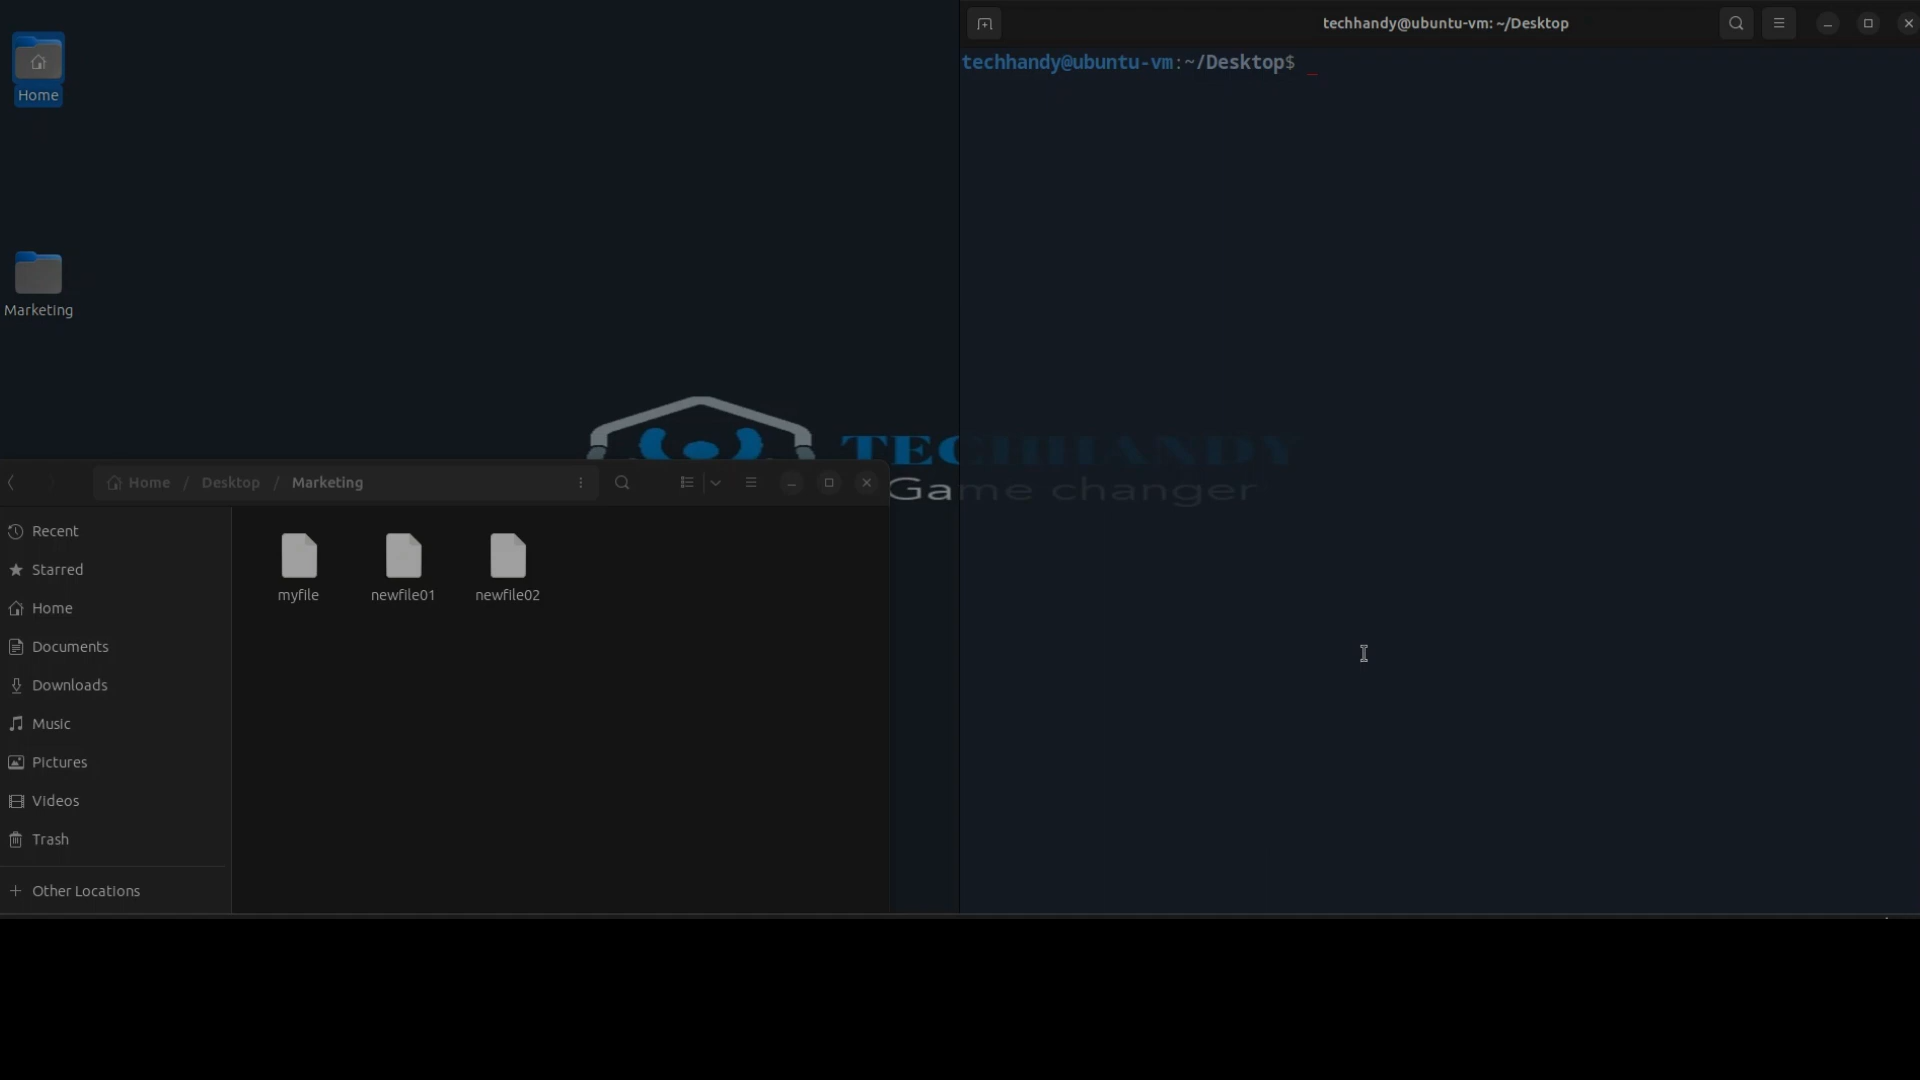 Home
Marketing
TECHHANDY
Game changer
Home / Desktop / Marketing
Recent
Starred
Home
Documents
Downloads
Music
Pictures
Videos
Trash
+ Other Locations
myfile
newfile01
newfile02
techhandy@ubuntu-vm: ~/Desktop
techhandy@ubuntu-vm:~/Desktop$ _